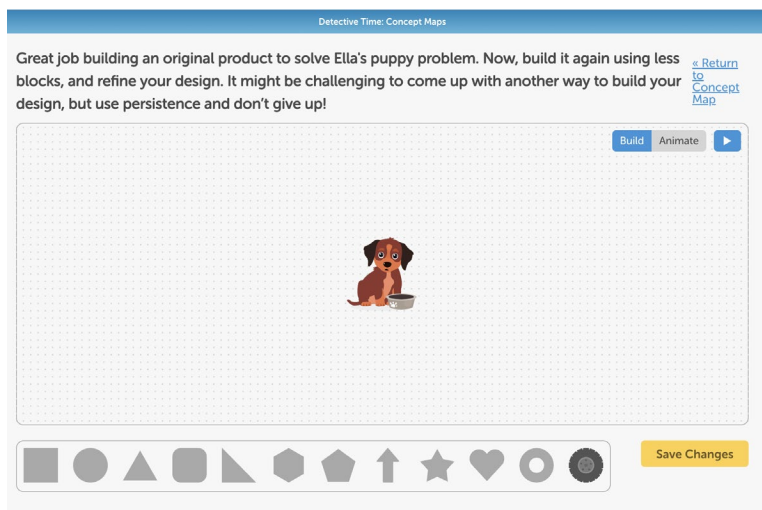 Detective Time: Concept Maps
Great job building an original product to solve Ella's puppy problem. Now, build it again using less
blocks, and refine your design. It might be challenging to come up with another way to build your
design, but use persistence and don't give up!
« Return
to
Concept
Map
Build Animate
Save Changes